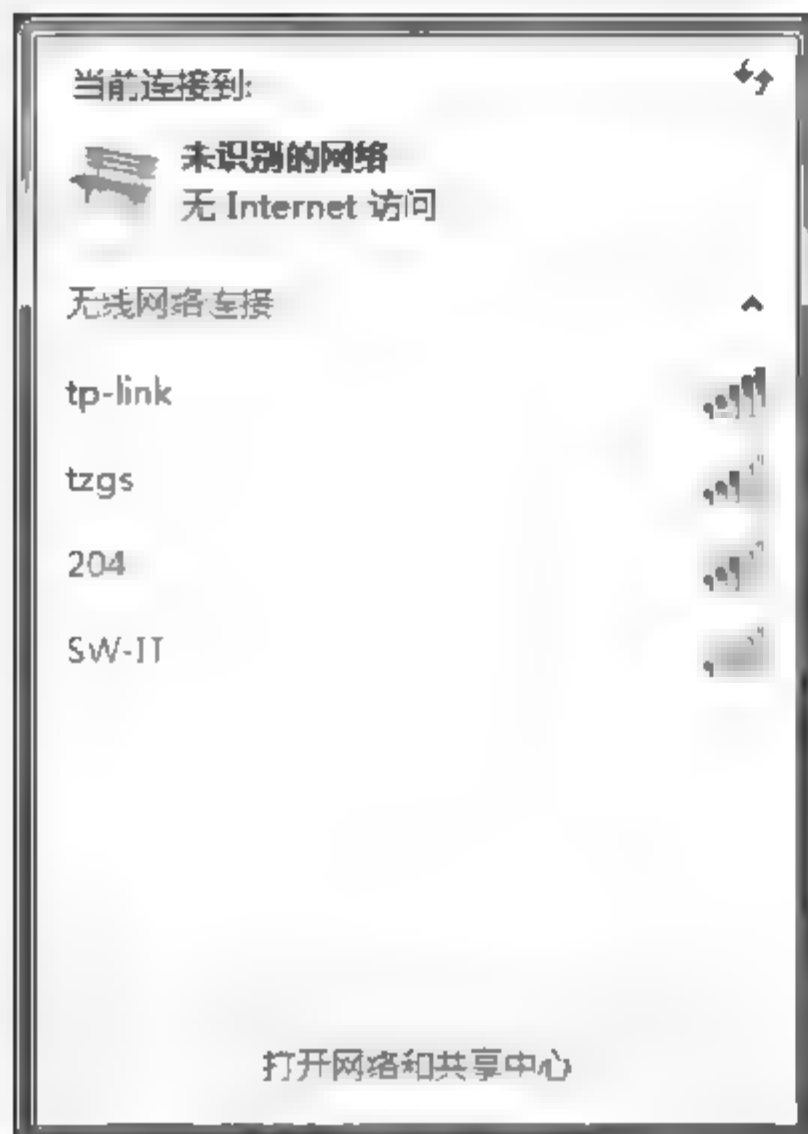 当前连接到:
未识别的网络
无 Internet 访问
无线网络连接
tp-link
tzgs
204
SW-IT
打开网络和共享中心